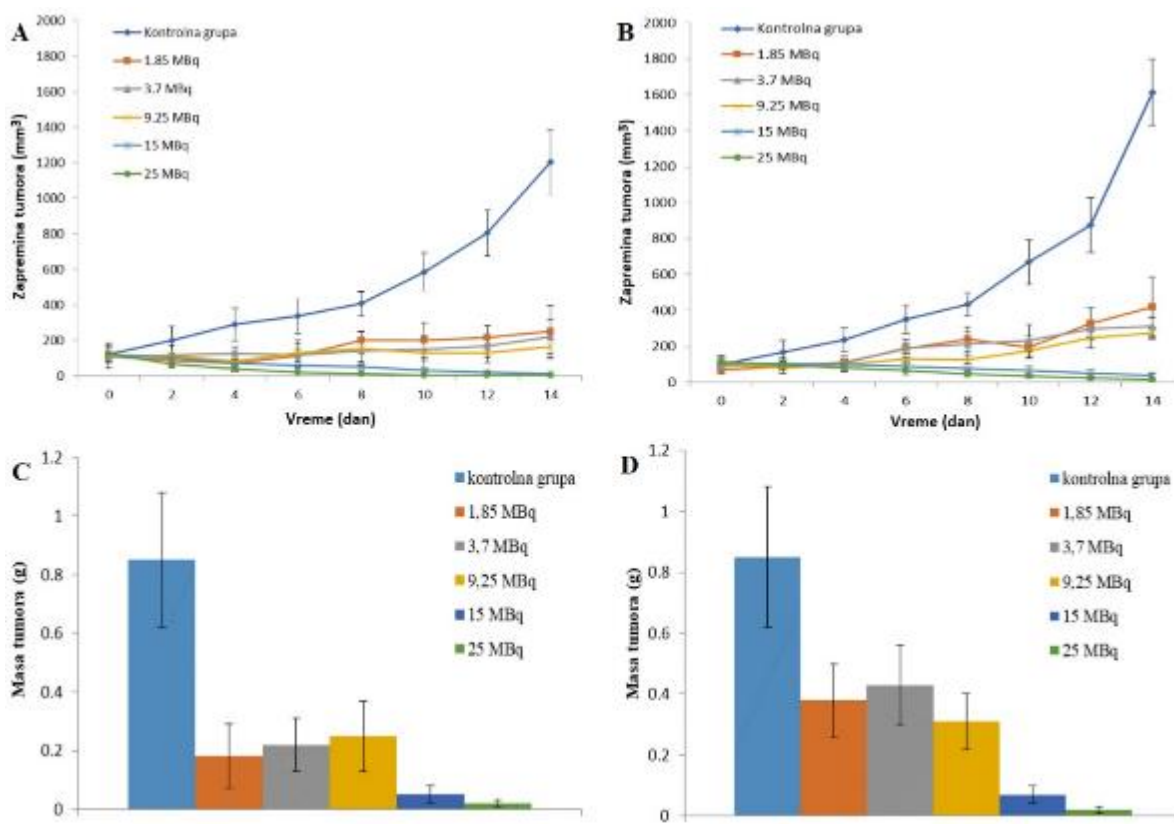 A
Kontrolna grupa
1.85 MBq
3.7 MBq
9.25 MBq
15 MBq
25 MBq
Zapremina tumora (mm³)
2000
1800
1600
1400
1200
1000
800
600
400
200
0
0 2 4 6 8 10 12 14
Vreme (dan)
B
Kontrolna grupa
1.85 MBq
3.7 MBq
9.25 MBq
15 MBq
25 MBq
Zapremina tumora (mm³)
2000
1800
1600
1400
1200
1000
800
600
400
200
0
0 2 4 6 8 10 12 14
Vreme (dan)
C
kontrolna grupa
1,85 MBq
3,7 MBq
9,25 MBq
15 MBq
25 MBq
Masa tumora (g)
1.2
1
0.8
0.6
0.4
0.2
0
D
kontrolna grupa
1,85 MBq
3,7 MBq
9,25 MBq
15 MBq
25 MBq
Masa tumora (g)
1.2
1
0.8
0.6
0.4
0.2
0